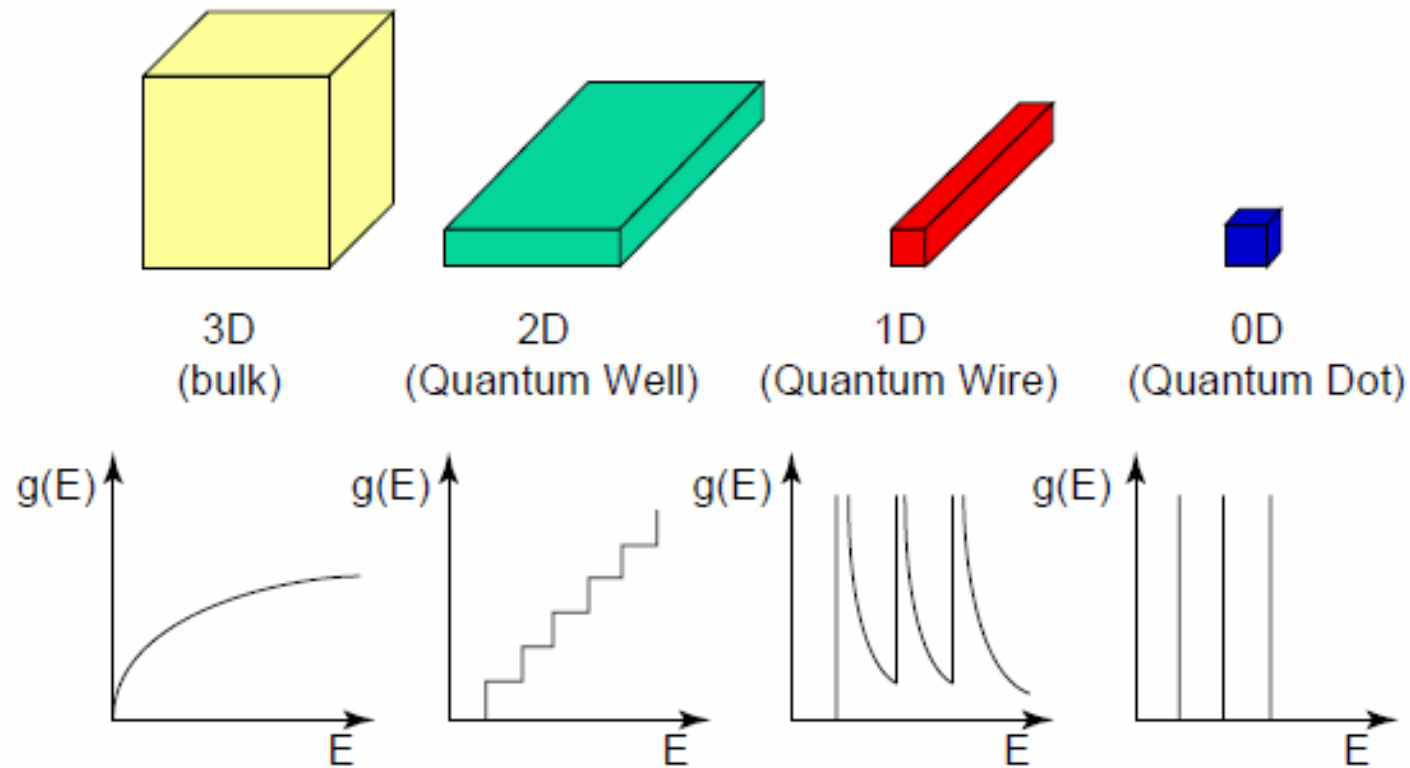 3D
(bulk)
2D
(Quantum Well)
1D
(Quantum Wire)
0D
(Quantum Dot)
g(E)
E
g(E)
E
g(E)
E
g(E)
E